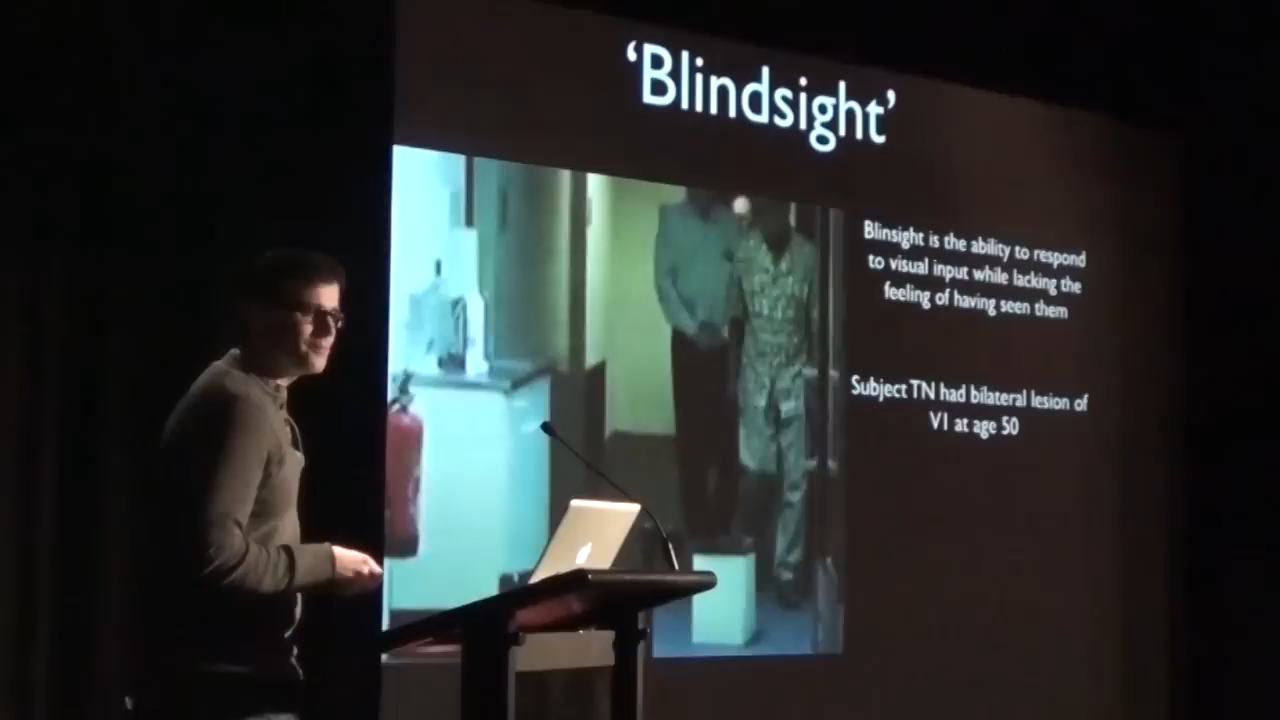 ‘Blindsight’
Blinsight is the ability to respond
to visual input while lacking the
feeling of having seen them
Subject TN had bilateral lesion of
V1 at age 50